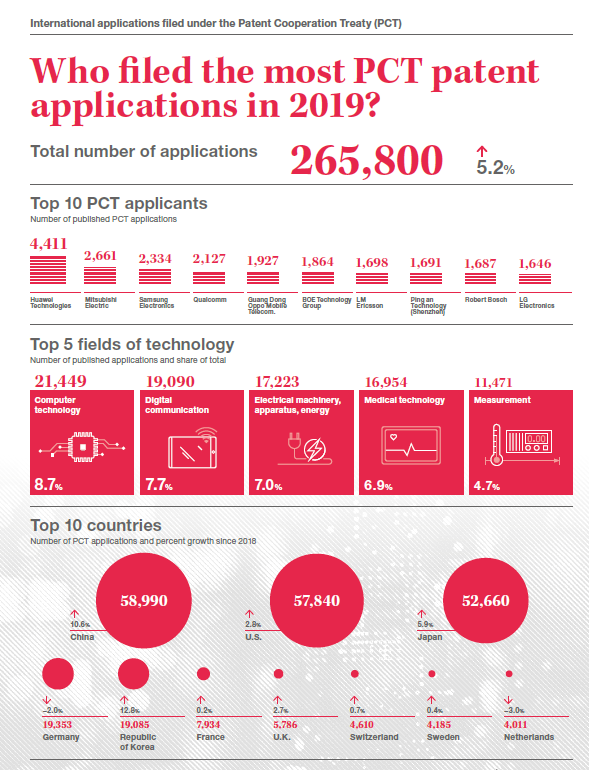 International applications filed under the Patent Cooperation Treaty (PCT)
Who filed the most PCT patent
applications in 2019?
Total number of applications
265,800
5.2%
Top 10 PCT applicants
Number of published PCT applications
4,411
2,661
2,334
2,127
1,927
1,864
1,698
1,691
1,687
1,646
Huawei
Technologies
Mitsubishi
Electric
Samsung
Electronics
Qualcomm
Guang Dong
Oppo Mobile
Telecom.
BOE Technology
Group
LM
Ericsson
Ping an
Technology
(Shenzhen)
Robert Bosch
LG
Electronics
Top 5 fields of technology
Number of published applications and share of total
21,449
19,090
17,223
16,954
11,471
Computer
technology
Digital
communication
Electrical machinery,
apparatus, energy
Medical technology
Measurement
0.00
8.7%
7.7%
7.0%
6.9%
4.7%
Top 10 countries
Number of PCT applications and percent growth since 2018
58,990
57,840
52,660
10.6%
China
2.8%
U.S.
5.9%
Japan
–2.0%
12.8%
0.2%
2.7%
0.7%
0.4%
–3.0%
19,353
19,085
7,934
5,786
4,610
4,185
4,011
Germany
Republic
of Korea
France
U.K.
Switzerland
Sweden
Netherlands